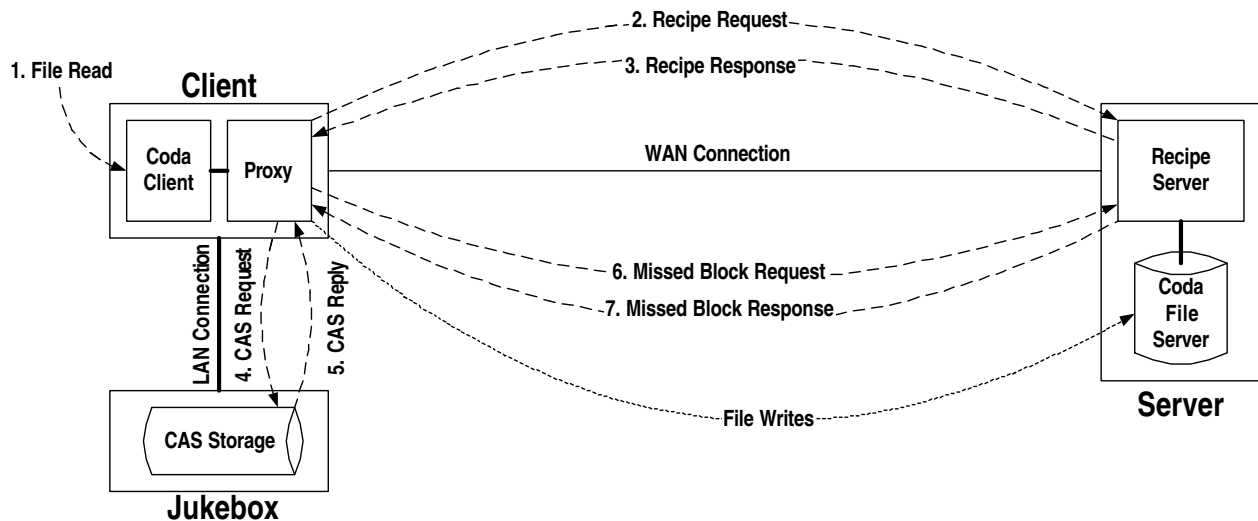 2. Recipe Request
1. File Read
3. Recipe Response
Client
Coda
Client
Proxy
WAN Connection
Recipe
Server
LAN Connection
4. CAS Request
5. CAS Reply
6. Missed Block Request
7. Missed Block Response
Coda
File
Server
File Writes
Server
CAS Storage
Jukebox